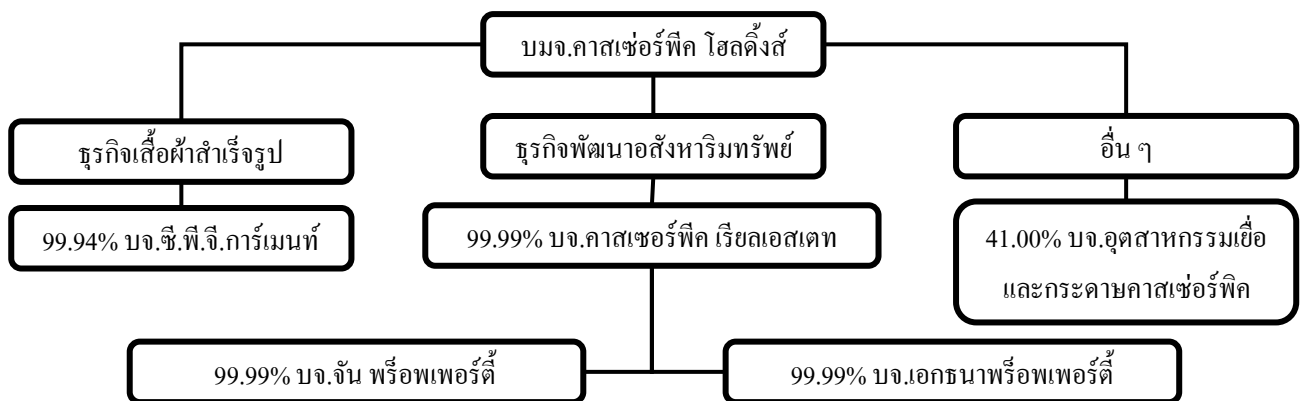 บมจ.คาสเซ่อร์พีค โฮลดิ้งส์
ธุรกิจเสื้อผ้าสำเร็จรูป
ธุรกิจพัฒนาอสังหาริมทรัพย์
อื่น ๆ
99.94% บจ.ซี.พี.จี.การ์เมนท์
99.99% บจ.คาสเซอร์พีค เรียลเอสเตท
41.00% บจ.อุตสาหกรรมเยื่อ
และกระดาษคาสเซ่อร์พิค
99.99% บจ.จัน พร็อพเพอร์ตี้
99.99% บจ.เอกธนาพร็อพเพอร์ตี้